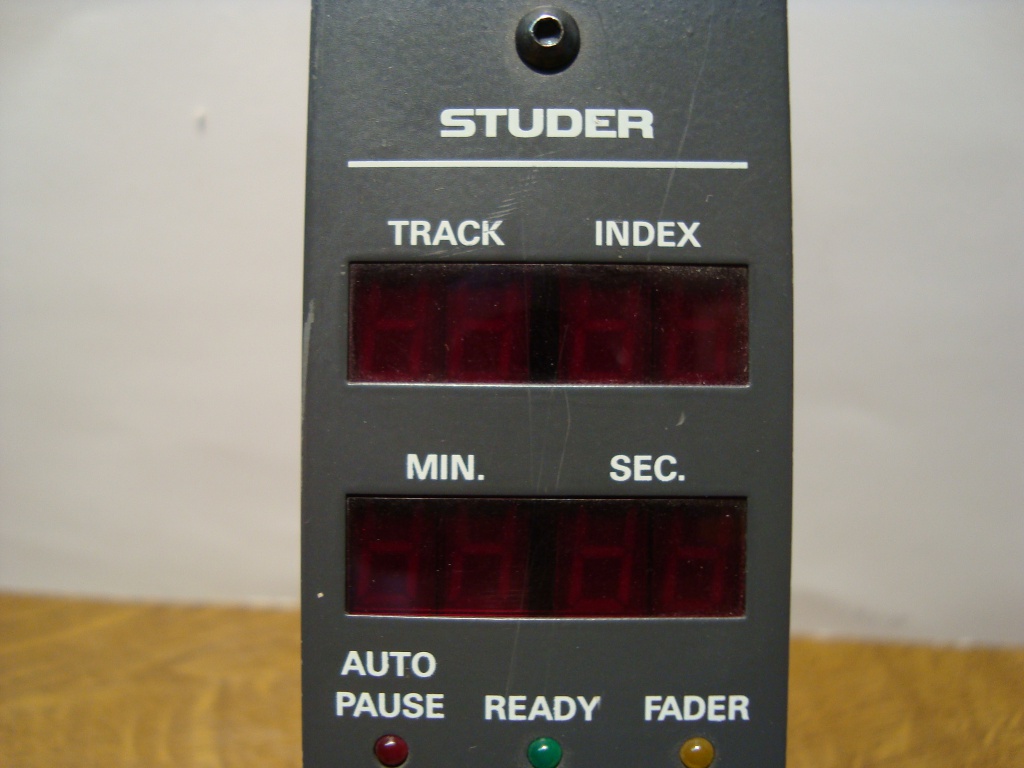 STUDER
TRACK INDEX
MIN. SEC.
AUTO
PAUSE READY FADER